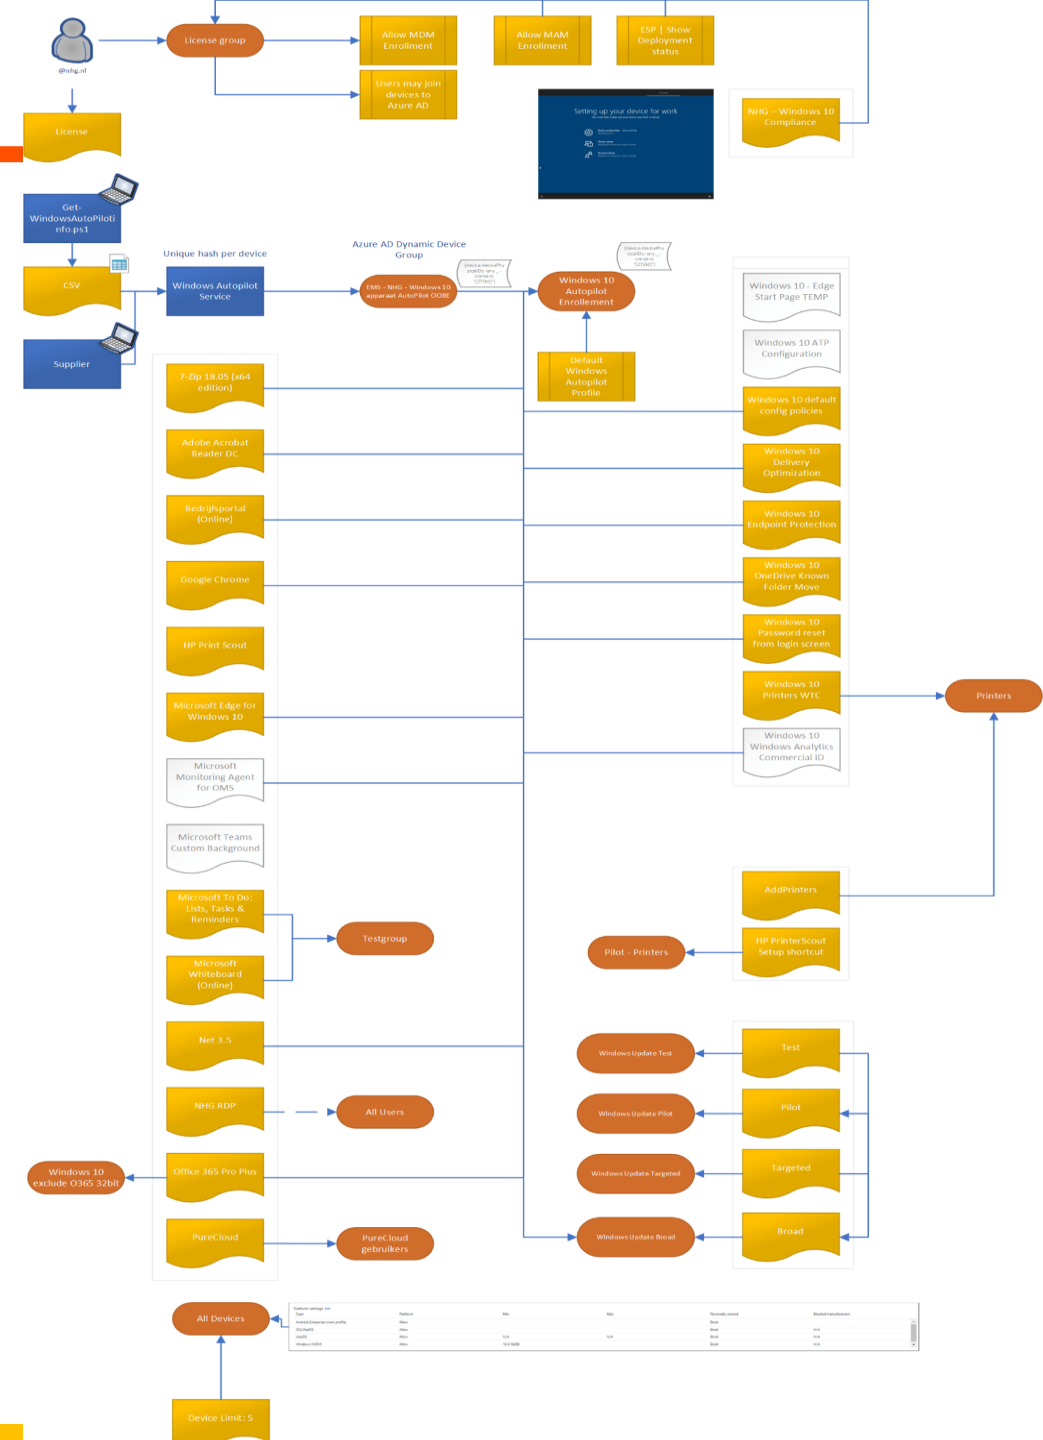 @nhg.nl
License group
Allow MDM
Enrollment
Allow MAM
Enrollment
ESP | Show
Deployment
status
Users may join
devices to
Azure AD
License
Setting up your device for work
NHG – Windows 10
Compliance
Get-
WindowsAutoPiloti
nfo.ps1
CSV
Supplier
Unique hash per device
Windows Autopilot
Service
Azure AD Dynamic Device
Group
EMS – NHG – Windows 10
apparaat AutoPilot OOBE
Windows 10
Autopilot
Enrollement
Default
Windows
Autopilot
Profile
7-Zip 18.05 (x64
edition)
Adobe Acrobat
Reader DC
Bedrijfsportal
(Online)
Google Chrome
HP Print Scout
Microsoft Edge for
Windows 10
Microsoft
Monitoring Agent
for OMS
Microsoft Teams
Custom Background
Microsoft To Do:
Lists, Tasks &
Reminders
Microsoft
Whiteboard
(Online)
Testgroup
Net 3.5
NHG RDP
All Users
Office 365 Pro Plus
Windows 10
exclude O365 32bit
PureCloud
PureCloud
gebruikers
Windows 10 - Edge
Start Page TEMP
Windows 10 ATP
Configuration
Windows 10 default
config policies
Windows 10
Delivery
Optimization
Windows 10
Endpoint Protection
Windows 10
OneDrive Known
Folder Move
Windows 10
Password reset
from login screen
Windows 10
Printers WTC
Printers
Windows 10
Windows Analytics
Commercial ID
AddPrinters
HP PrinterScout
Setup shortcut
Pilot - Printers
Test
Windows Update Test
Pilot
Windows Update Pilot
Targeted
Windows Update Targeted
Broad
Windows Update Broad
All Devices
Device Limit: 5